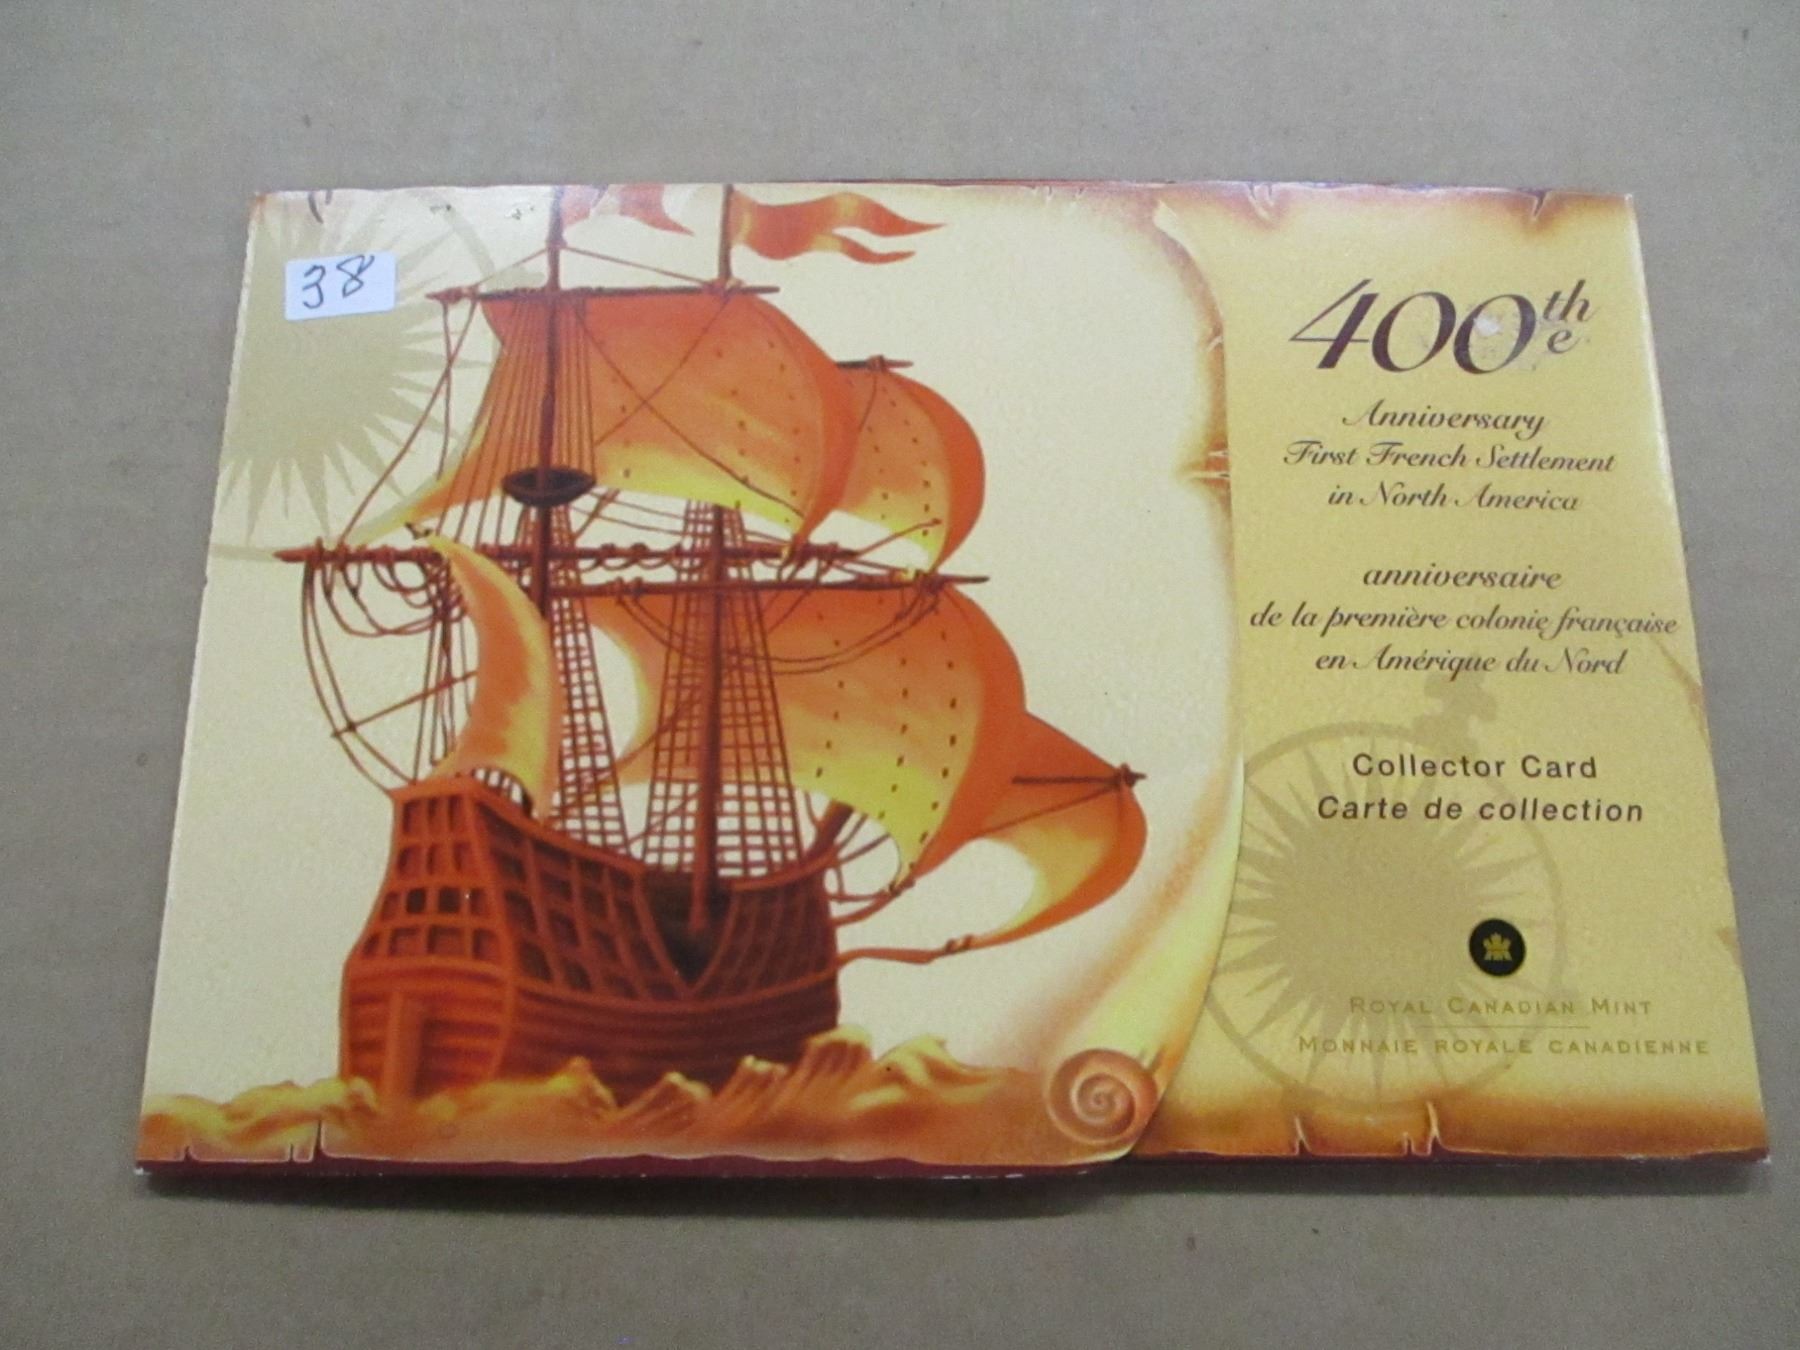 38
400th
e
Anniversary
First French Settlement
in North America
anniversaire
de la première colonie française
en Amérique du Nord
Collector Card
Carte de collection
ROYAL CANADIAN MINT
MONNAIE ROYALE CANADIENNE